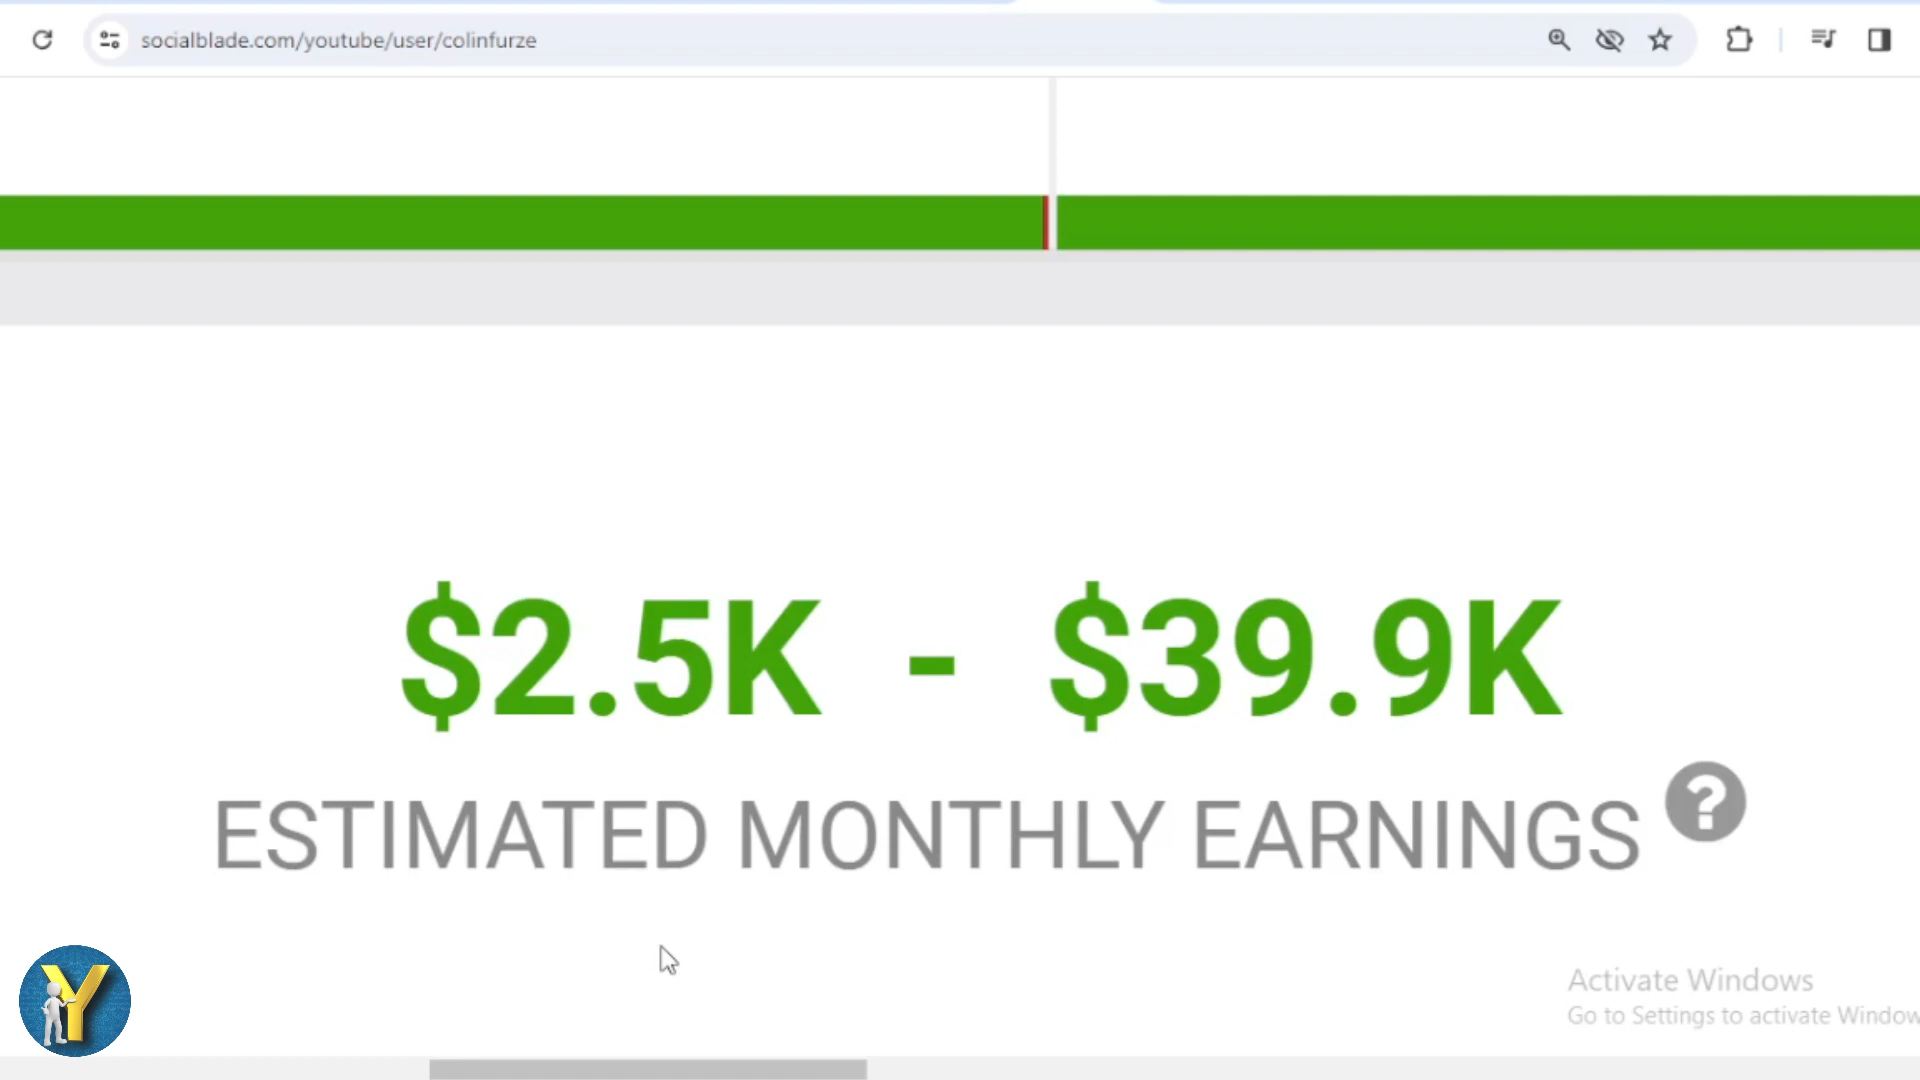 socialblade.com/youtube/user/colinfurze
$2.5K - $39.9K
ESTIMATED MONTHLY EARNINGS ?
Y
Activate Windows
Go to Settings to activate Window